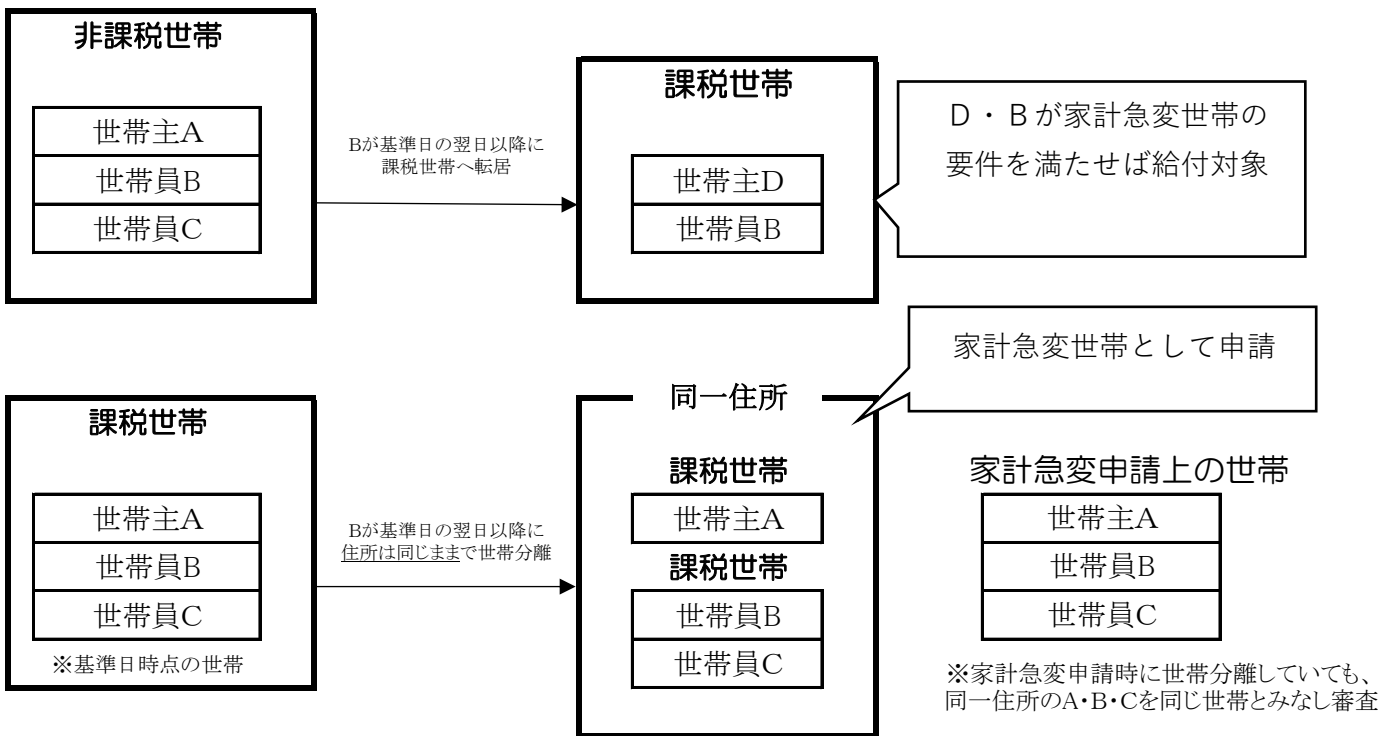 非課税世帯
世帯主A
世帯員B
世帯員C
Bが基準日の翌日以降に
課税世帯へ転居
課税世帯
世帯主D
世帯員B
D・Bが家計急変世帯の
要件を満たせば給付対象
課税世帯
世帯主A
世帯員B
世帯員C
※基準日時点の世帯
Bが基準日の翌日以降に
住所は同じままで世帯分離
同一住所
課税世帯
世帯主A
課税世帯
世帯員B
世帯員C
家計急変世帯として申請
家計急変申請上の世帯
世帯主A
世帯員B
世帯員C
※家計急変申請時に世帯分離していても、
同一住所のA・B・Cを同じ世帯とみなし審査